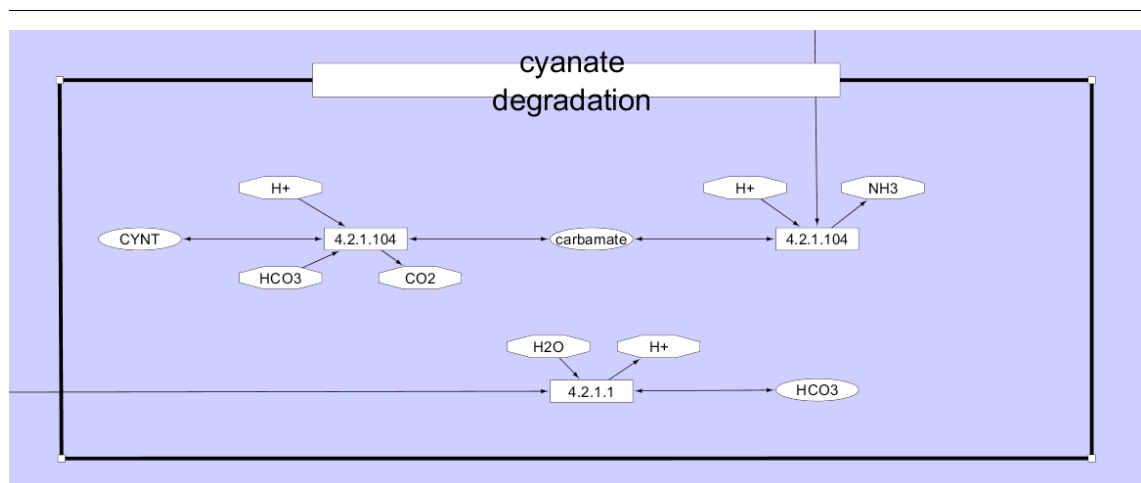 cyanate
degradation
H+
H+
NH3
CYNT
4.2.1.104
carbamate
4.2.1.104
HCO3
CO2
H2O
H+
4.2.1.1
HCO3